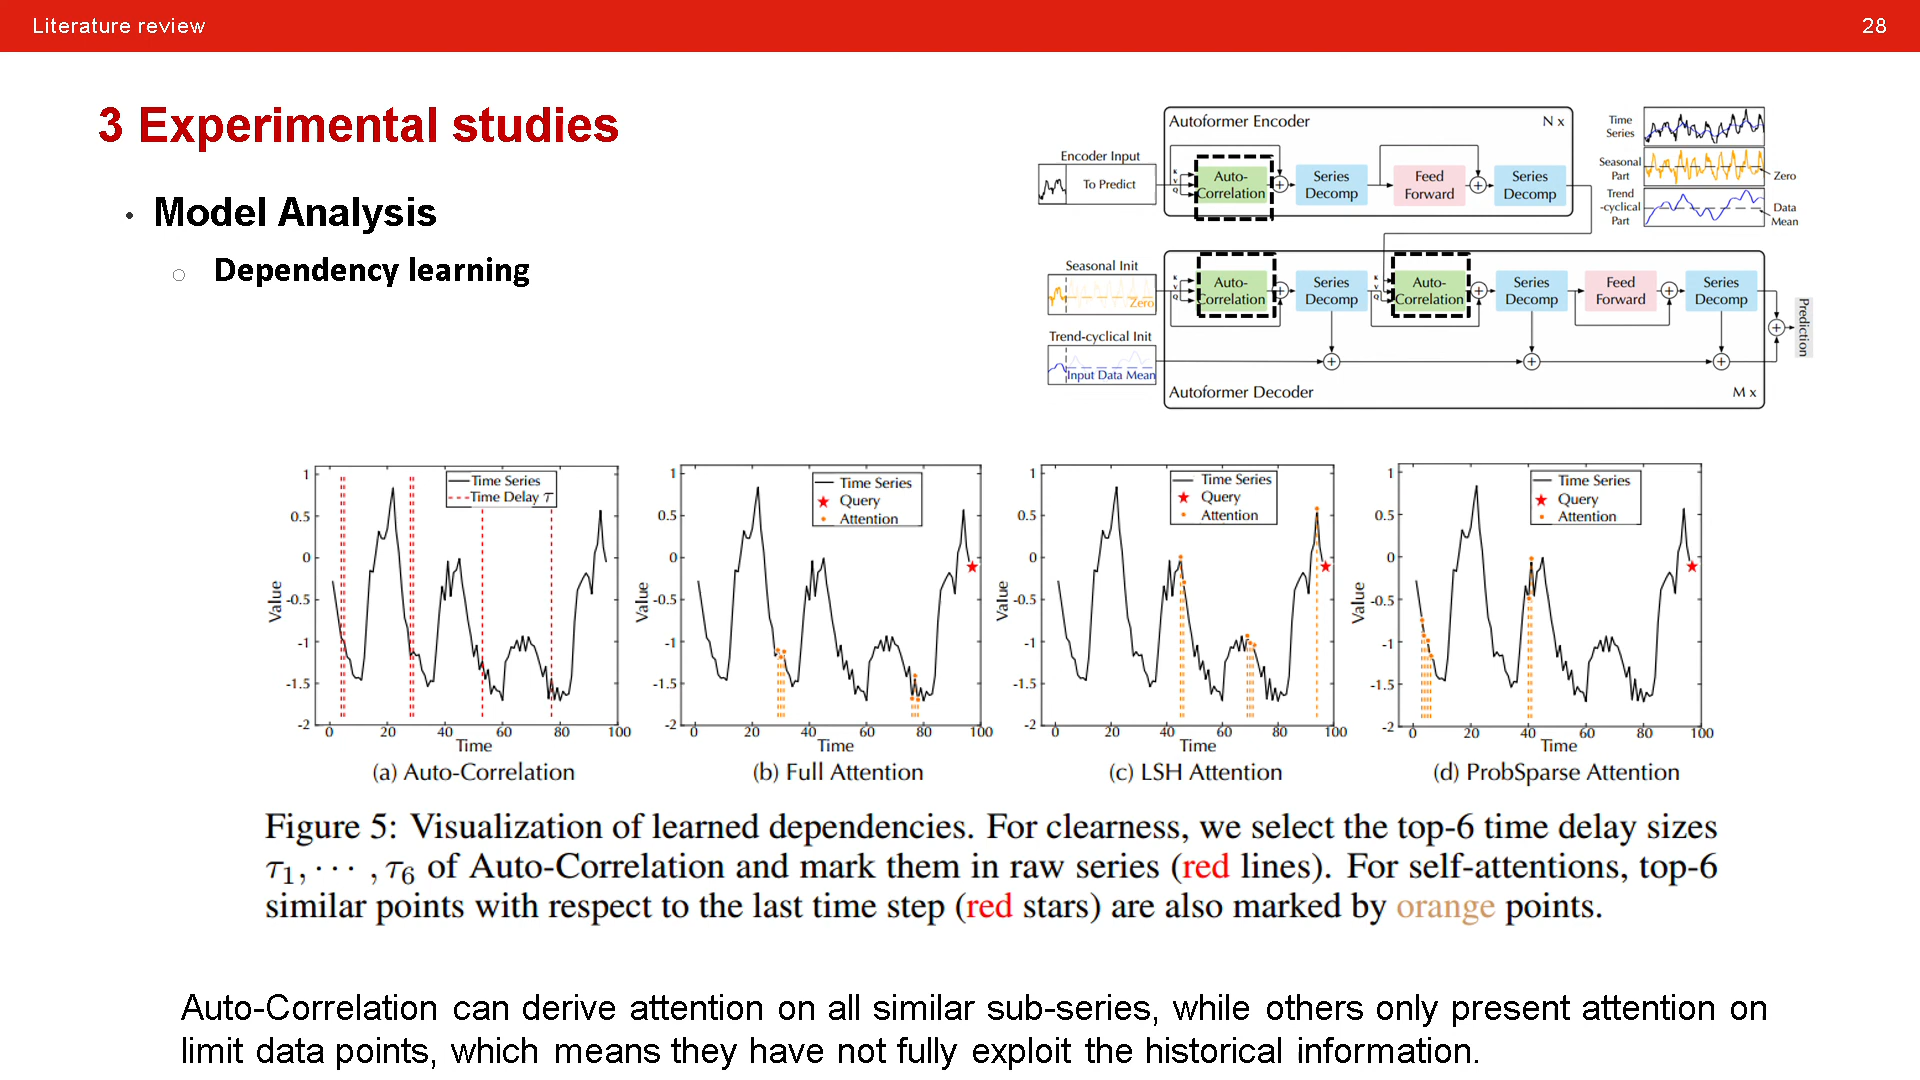 Literature review
28
3 Experimental studies
• Model Analysis
○ Dependency learning
Autoformer Encoder
N x
Encoder Input
To Predict
K
V
Q
Auto-
Correlation
Series
Decomp
Feed
Forward
Series
Decomp
Time
Series
Seasonal
Part
Zero
Trend
-cyclical
Part
Data
Mean
Seasonal Init
Zero
K
V
Q
Auto-
Correlation
Series
Decomp
K
V
Q
Auto-
Correlation
Series
Decomp
Feed
Forward
Series
Decomp
Prediction
Trend-cyclical Init
Input Data Mean
Autoformer Decoder
M x
Time Series
Time Delay τ
Value
1
0.5
0
-0.5
-1
-1.5
-2
0 20 40 60 80 100
Time
(a) Auto-Correlation
Time Series
Query
Attention
Value
1
0.5
0
-0.5
-1
-1.5
-2
0 20 40 60 80 100
Time
(b) Full Attention
Time Series
Query
Attention
Value
1
0.5
0
-0.5
-1
-1.5
-2
0 20 40 60 80 100
Time
(c) LSH Attention
Time Series
Query
Attention
Value
1
0.5
0
-0.5
-1
-1.5
-2
0 20 40 60 80 100
Time
(d) ProbSparse Attention
Figure 5: Visualization of learned dependencies. For clearness, we select the top-6 time delay sizes
τ1, ··· , τ6 of Auto-Correlation and mark them in raw series (red lines). For self-attentions, top-6
similar points with respect to the last time step (red stars) are also marked by orange points.
Auto-Correlation can derive attention on all similar sub-series, while others only present attention on
limit data points, which means they have not fully exploit the historical information.